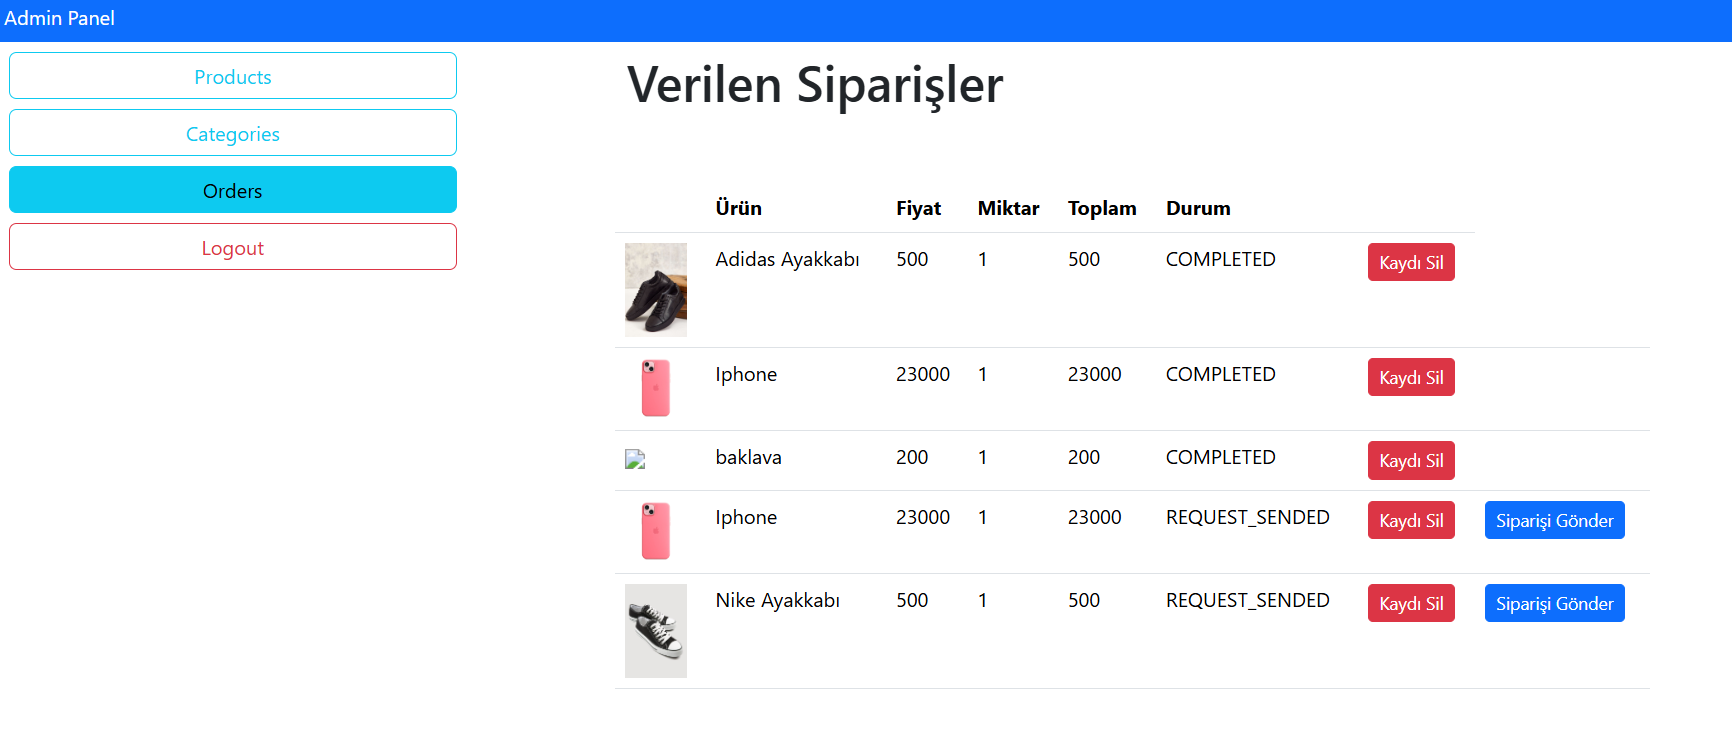 Admin Panel
Products
Categories
Orders
Logout
Verilen Siparişler
Ürün Fiyat Miktar Toplam Durum
Adidas Ayakkabı 500 1 500 COMPLETED Kaydı Sil
Iphone 23000 1 23000 COMPLETED Kaydı Sil
baklava 200 1 200 COMPLETED Kaydı Sil
Iphone 23000 1 23000 REQUEST_SENDED Kaydı Sil Siparişi Gönder
Nike Ayakkabı 500 1 500 REQUEST_SENDED Kaydı Sil Siparişi Gönder